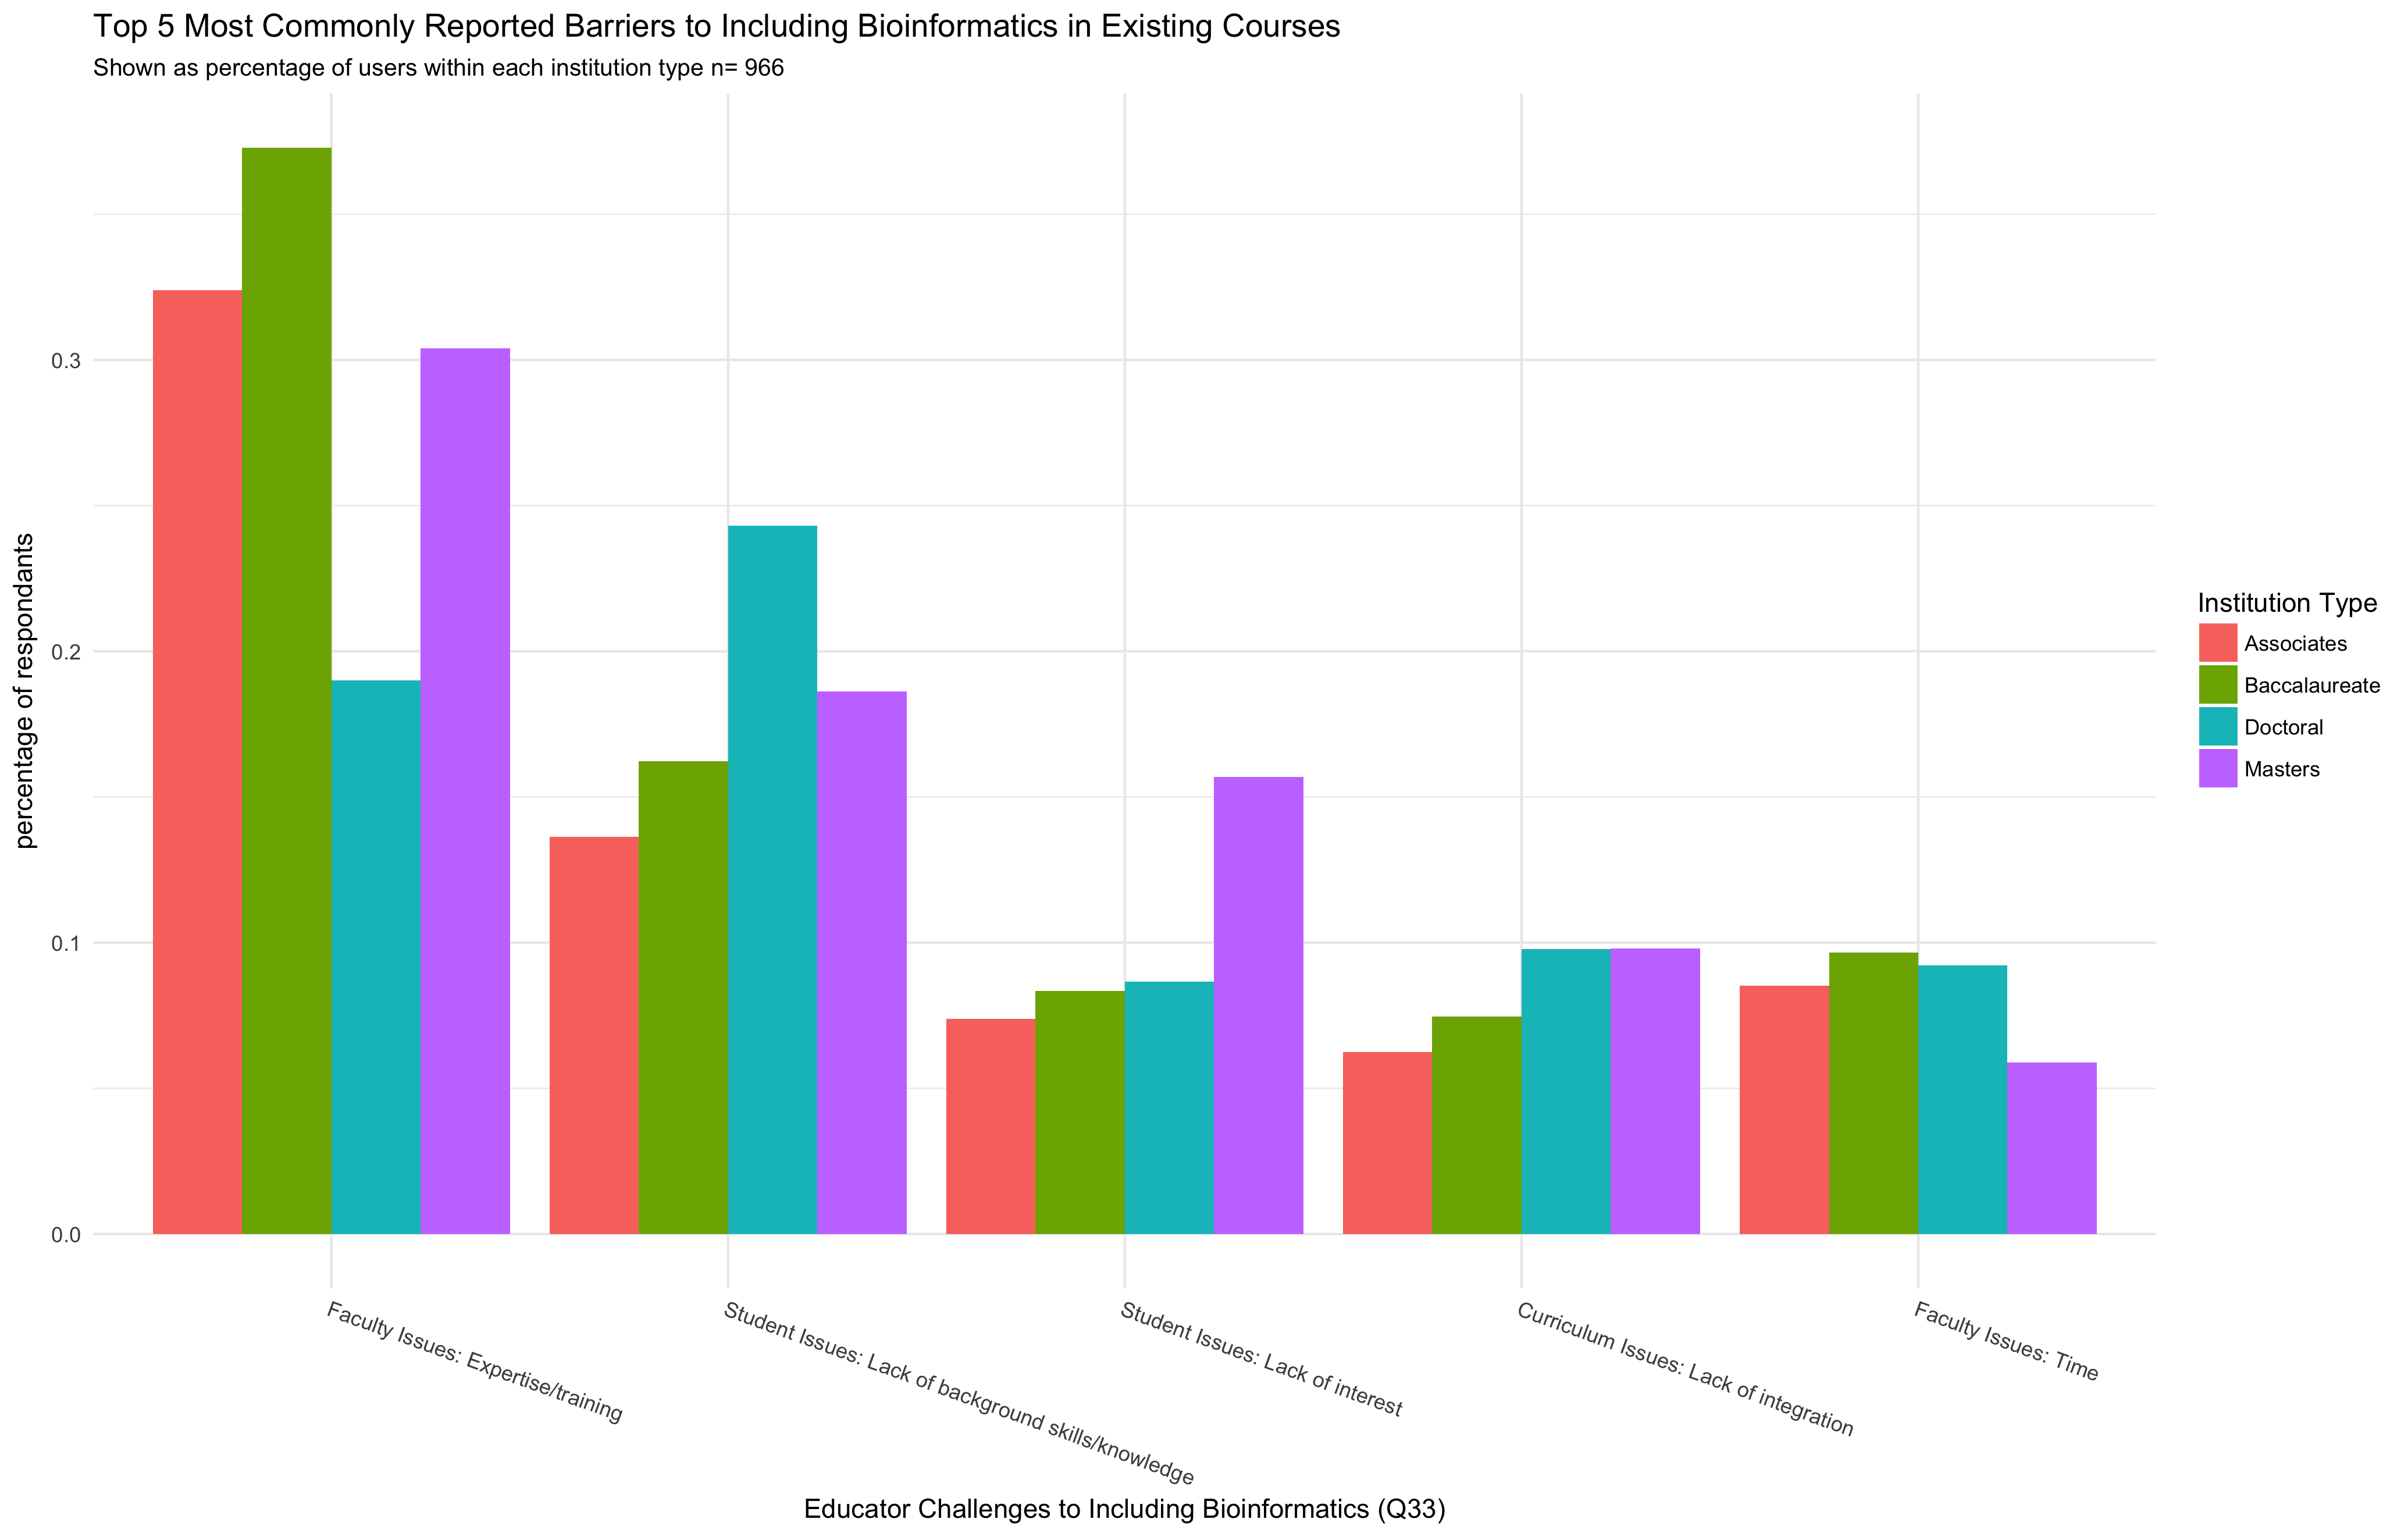 Top 5 Most Commonly Reported Barriers to Including Bioinformatics in Existing Courses
Shown as percentage of users within each institution type n= 966
percentage of respondants
0.3
0.2
0.1
0.0
Faculty Issues: Expertise/training
Student Issues: Lack of background skills/knowledge
Student Issues: Lack of interest
Curriculum Issues: Lack of integration
Faculty Issues: Time
Educator Challenges to Including Bioinformatics (Q33)
Institution Type
Associates
Baccalaureate
Doctoral
Masters